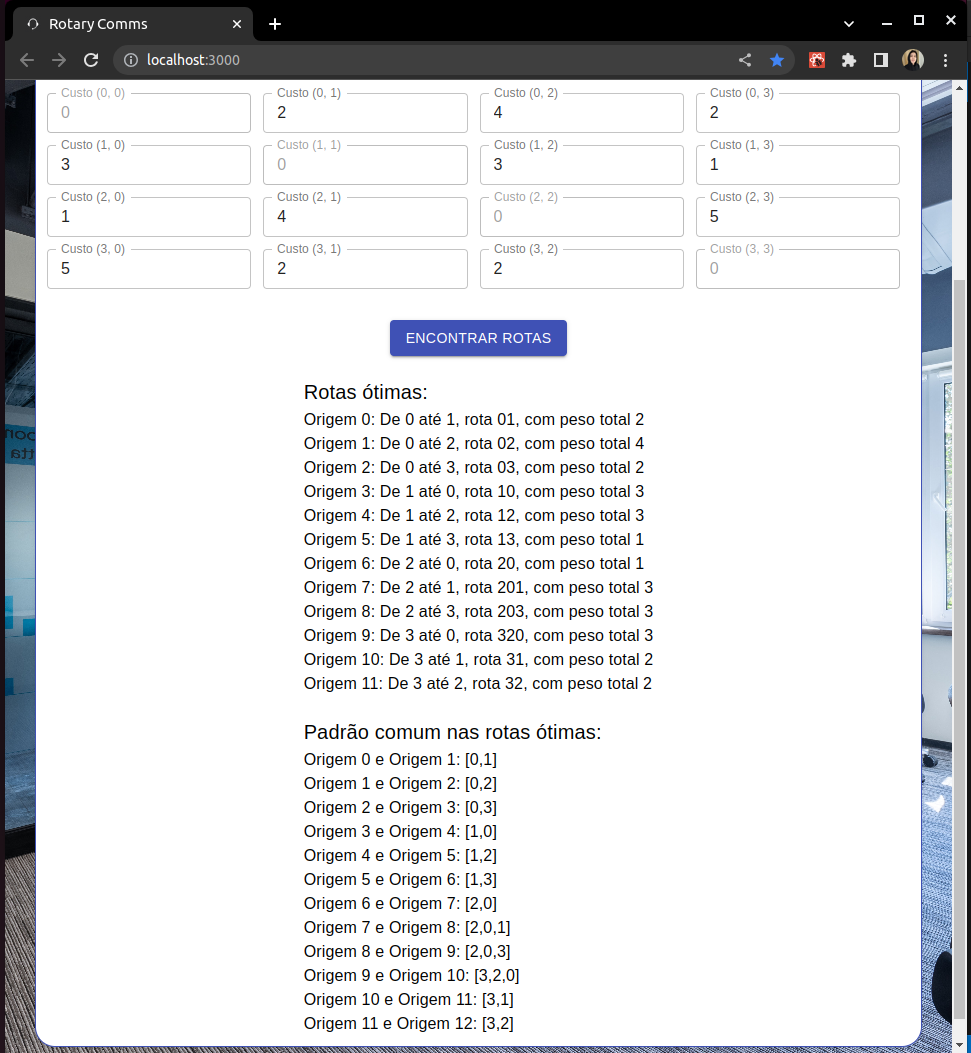 Rotary Comms
localhost:3000
Custo (0, 0) Custo (0, 1) Custo (0, 2) Custo (0, 3)
0 2 4 2
Custo (1, 0) Custo (1, 1) Custo (1, 2) Custo (1, 3)
3 0 3 1
Custo (2, 0) Custo (2, 1) Custo (2, 2) Custo (2, 3)
1 4 0 5
Custo (3, 0) Custo (3, 1) Custo (3, 2) Custo (3, 3)
5 2 2 0
ENCONTRAR ROTAS
Rotas ótimas:
Origem 0: De 0 até 1, rota 01, com peso total 2
Origem 1: De 0 até 2, rota 02, com peso total 4
Origem 2: De 0 até 3, rota 03, com peso total 2
Origem 3: De 1 até 0, rota 10, com peso total 3
Origem 4: De 1 até 2, rota 12, com peso total 3
Origem 5: De 1 até 3, rota 13, com peso total 1
Origem 6: De 2 até 0, rota 20, com peso total 1
Origem 7: De 2 até 1, rota 201, com peso total 3
Origem 8: De 2 até 3, rota 203, com peso total 3
Origem 9: De 3 até 0, rota 320, com peso total 3
Origem 10: De 3 até 1, rota 31, com peso total 2
Origem 11: De 3 até 2, rota 32, com peso total 2
Padrão comum nas rotas ótimas:
Origem 0 e Origem 1: [0,1]
Origem 1 e Origem 2: [0,2]
Origem 2 e Origem 3: [0,3]
Origem 3 e Origem 4: [1,0]
Origem 4 e Origem 5: [1,2]
Origem 5 e Origem 6: [1,3]
Origem 6 e Origem 7: [2,0]
Origem 7 e Origem 8: [2,0,1]
Origem 8 e Origem 9: [2,0,3]
Origem 9 e Origem 10: [3,2,0]
Origem 10 e Origem 11: [3,1]
Origem 11 e Origem 12: [3,2]